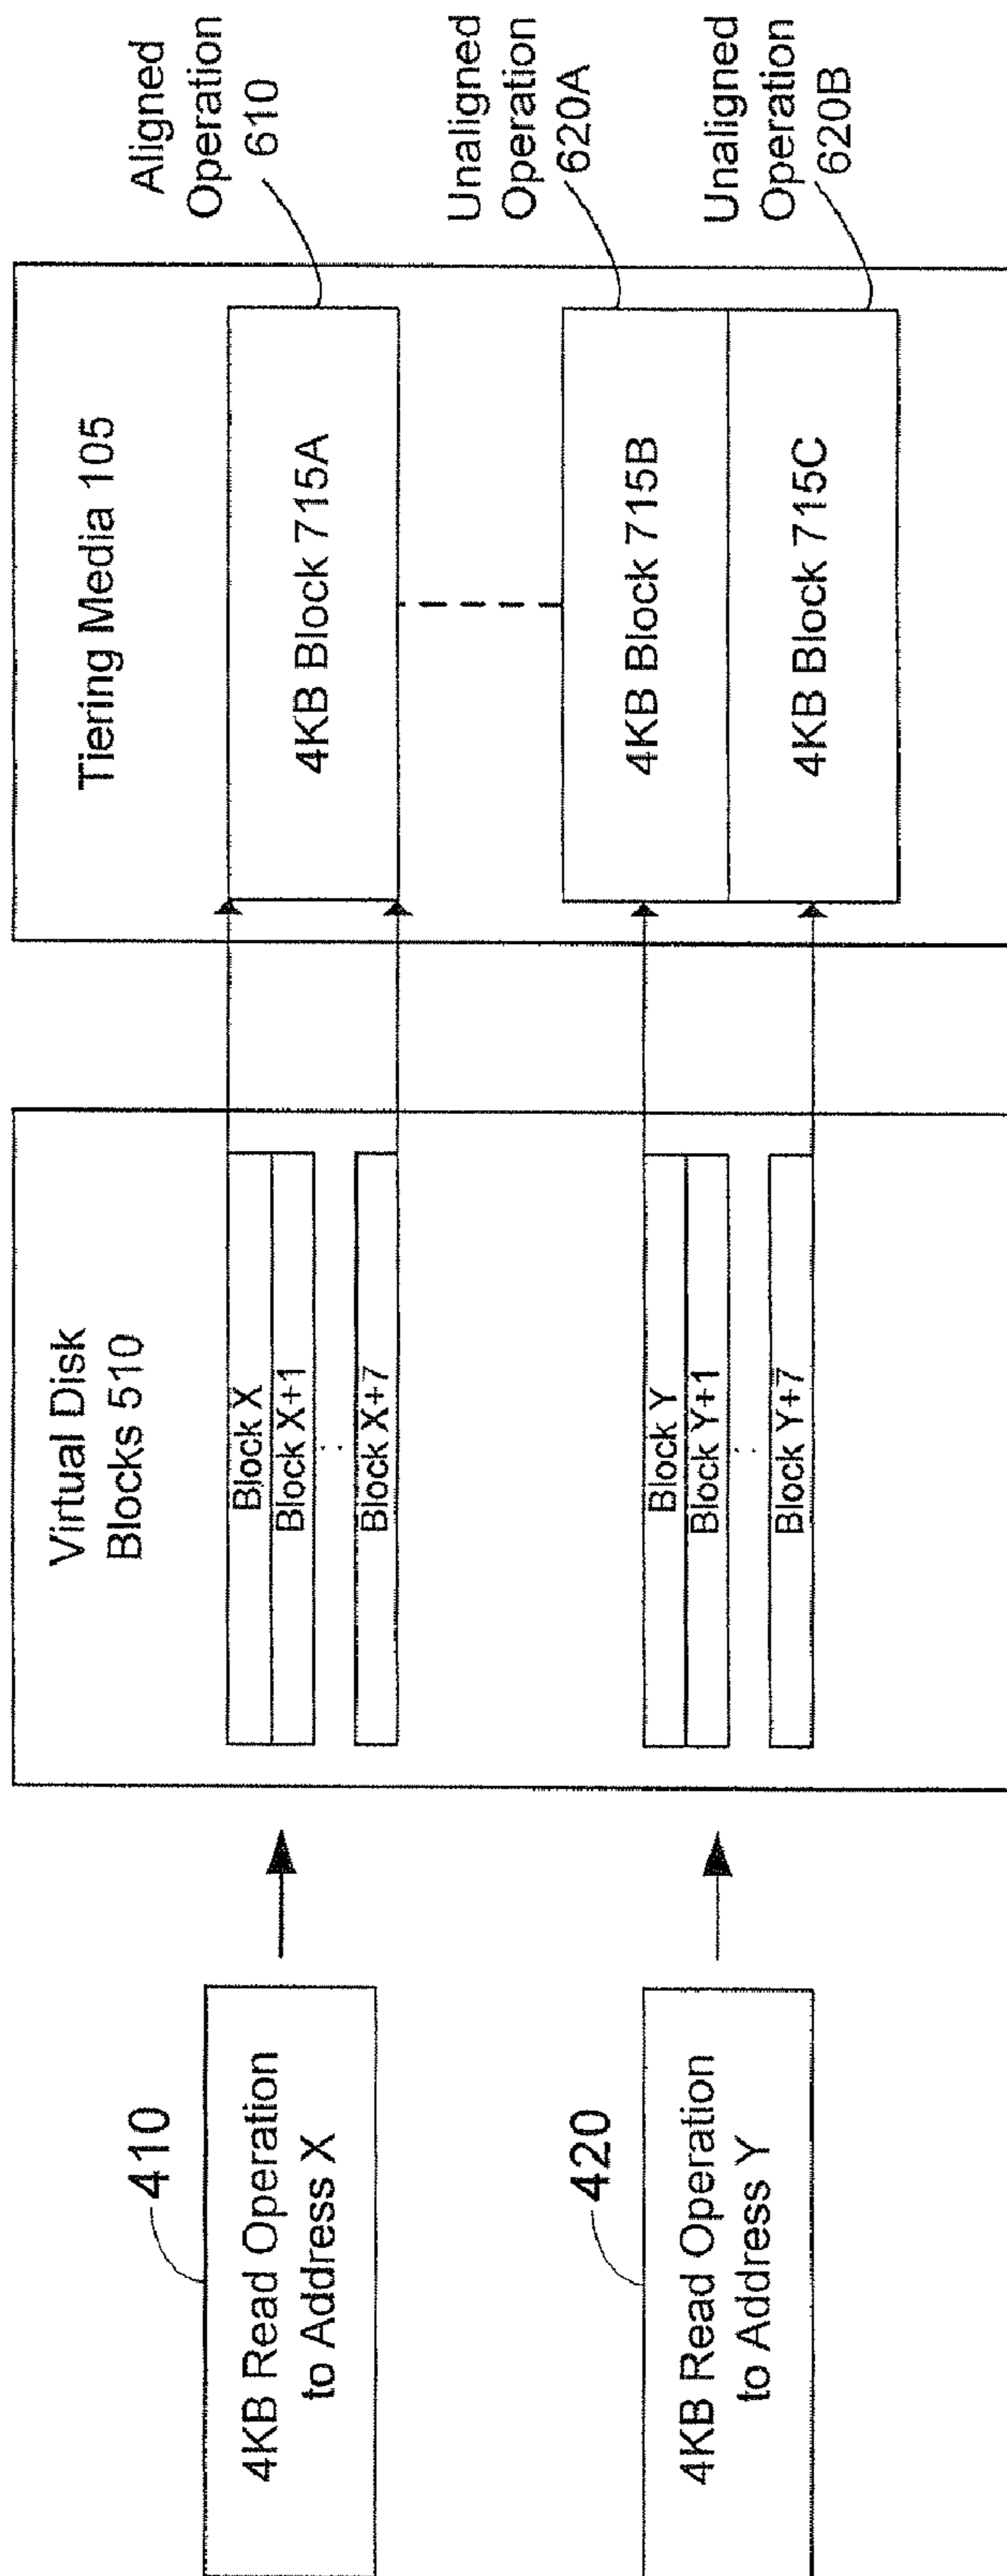 410
4KB Read Operation
to Address X
420
4KB Read Operation
to Address Y
Virtual Disk
Blocks 510
Block X
Block X+1
...
Block X+7
Block Y
Block Y+1
...
Block Y+7
Tiering Media 105
4KB Block 715A
4KB Block 715B
4KB Block 715C
Aligned
Operation
610
Unaligned
Operation
620A
Unaligned
Operation
620B